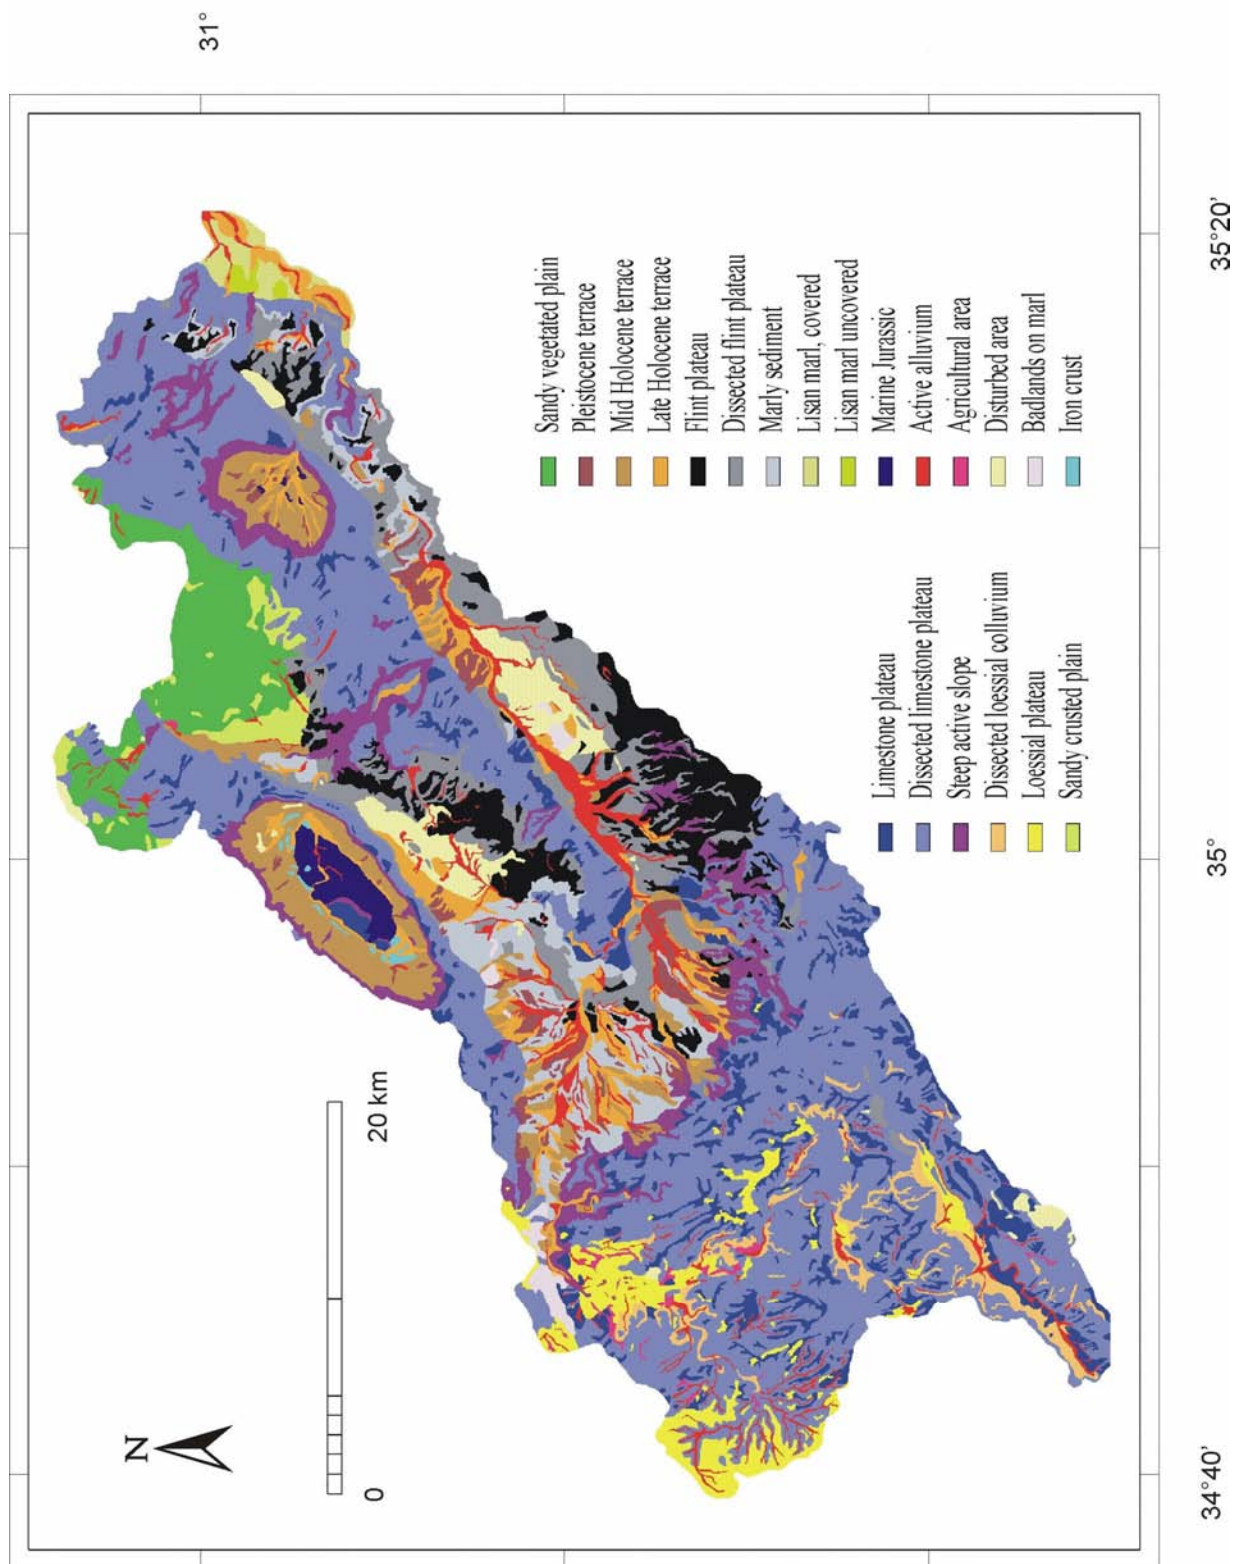 31°
N
0
20 km
Limestone plateau
Dissected limestone plateau
Steep active slope
Dissected loessial colluvium
Loessial plateau
Sandy crusted plain
Sandy vegetated plain
Pleistocene terrace
Mid Holocene terrace
Late Holocene terrace
Flint plateau
Dissected flint plateau
Marly sediment
Lisan marl, covered
Lisan marl uncovered
Marine Jurassic
Active alluvium
Agricultural area
Disturbed area
Badlands on marl
Iron crust
34°40'
35°
35°20'